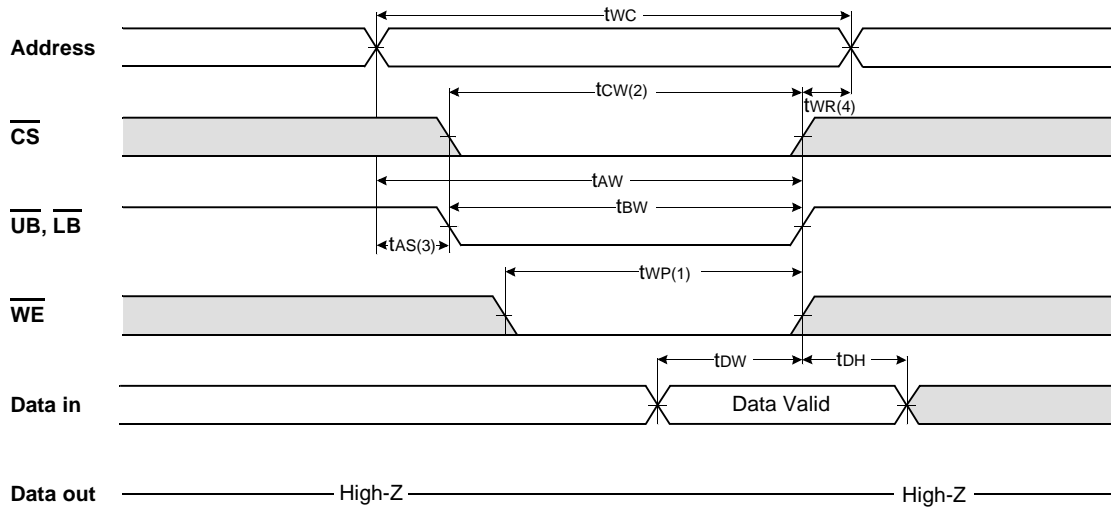 tWC
Address
tCW(2)
tWR(4)
CS
tAW
UB, LB
tBW
tAS(3)
tWP(1)
WE
tDW
tDH
Data in
Data Valid
Data out
High-Z
High-Z